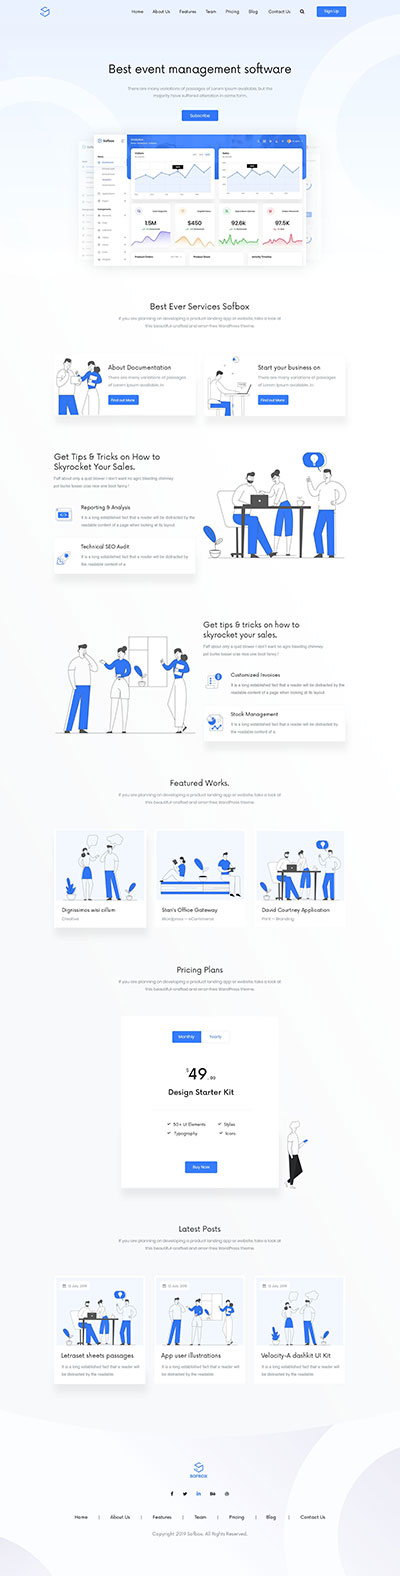 Home About Us Features Team Pricing Blog Contact Us Sign Up
Best event management software
There are many variations of passages of Lorem Ipsum available, but the
majority have suffered alteration in some form.
Subscribe
Sofbox
1.5M
$450
92.6k
97.5K
Product Orders
Product Share
Activity Timeline
Best Ever Services Sofbox
If you are planning on developing a product landing app or website, take a look at
this beautiful-crafted and error-free WordPress theme.
About Documentation
There are many variations of passages
of Lorem Ipsum available. In
Find out More
Start your business on
There are many variations of passages
of Lorem Ipsum available. In
Find out More
Get Tips & Tricks on How to
Skyrocket Your Sales.
Faff about only a quid blower I don't want no agro bleeding chimney
pot burke tosser cras nice one boot fanny.!
Reporting & Analysis
It is a long established fact that a reader will be distracted by the
readable content of a page when looking at its layout
Technical SEO Audit
It is a long established fact that a reader will be distracted by
the readable content of a
Get tips & tricks on how to
skyrocket your sales.
Faff about only a quid blower I don't want no agro bleeding chimney
pot burke tosser cras nice one boot fanny.!
Customized Invoices
It is a long established fact that a reader will be distracted by the
readable content of a page when looking at its layout
Stock Management
It is a long established fact that a reader will be distracted by
the readable content of a
Featured Works.
If you are planning on developing a product landing app or website, take a look at
this beautiful-crafted and error-free WordPress theme.
Dignissimos wisi cillum
Creative
Stan's Office Gateway
Wordpress — eCommerce
David Courtney Application
Print — Branding
Pricing Plans
If you are planning on developing a product landing app or website, take a look at
this beautiful-crafted and error-free WordPress theme.
Monthly Yearly
$49.90
Design Starter Kit
50+ UI Elements Styles
Typography Icons
Buy Now
Latest Posts
If you are planning on developing a product landing app or website, take a look at
this beautiful-crafted and error-free WordPress theme.
Letraset sheets passages
It is a long established fact that a reader will
be distracted by the readable.
App user illustrations
It is a long established fact that a reader will
be distracted by the readable.
Velocity-A dashkit UI Kit
It is a long established fact that a reader will
be distracted by the readable.
SOFBOX
Home | About Us | Features | Team | Pricing | Blog | Contact Us
Copyright 2019 Sofbox. All Rights Reserved.